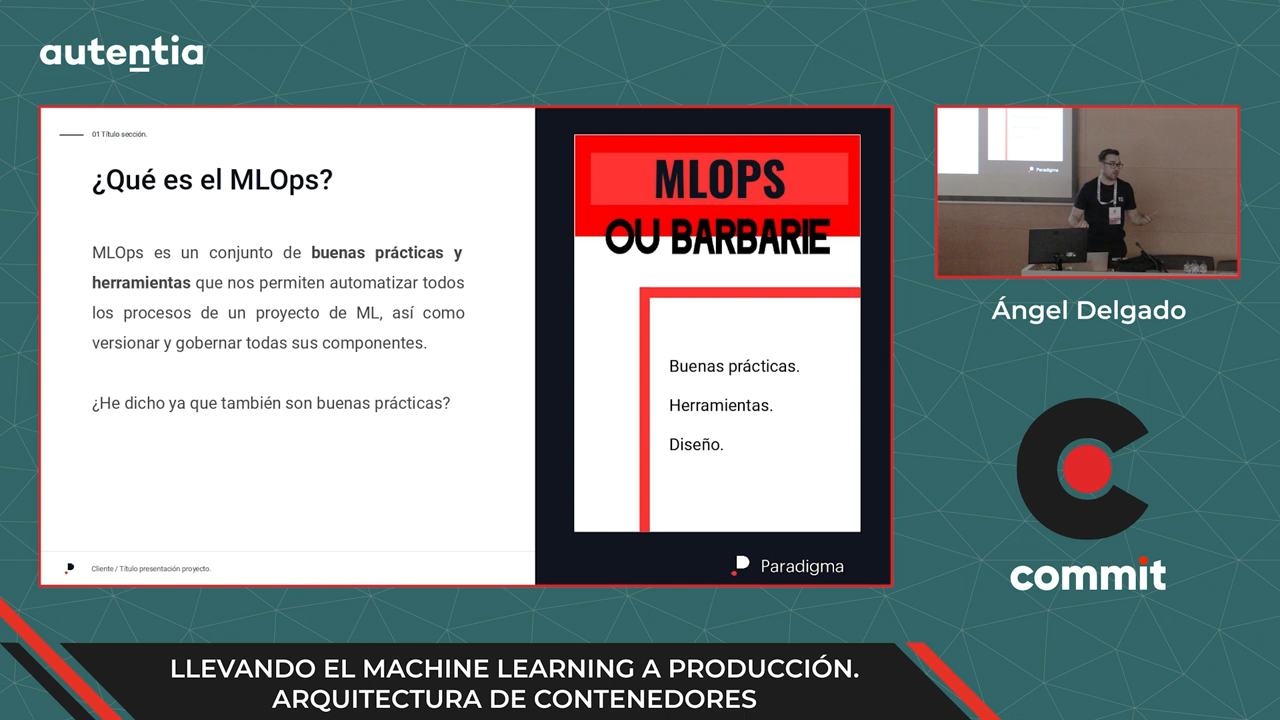 autentia
01 Título sección.
¿Qué es el MLOps?
MLOps es un conjunto de buenas prácticas y
herramientas que nos permiten automatizar todos
los procesos de un proyecto de ML, así como
versionar y gobernar todas sus componentes.
¿He dicho ya que también son buenas prácticas?
Cliente / Título presentación proyecto.
MLOPS
OU BARBARIE
Buenas prácticas.
Herramientas.
Diseño.
Paradigma
Paradigma
Ángel Delgado
commit
LLEVANDO EL MACHINE LEARNING A PRODUCCIÓN.
ARQUITECTURA DE CONTENEDORES